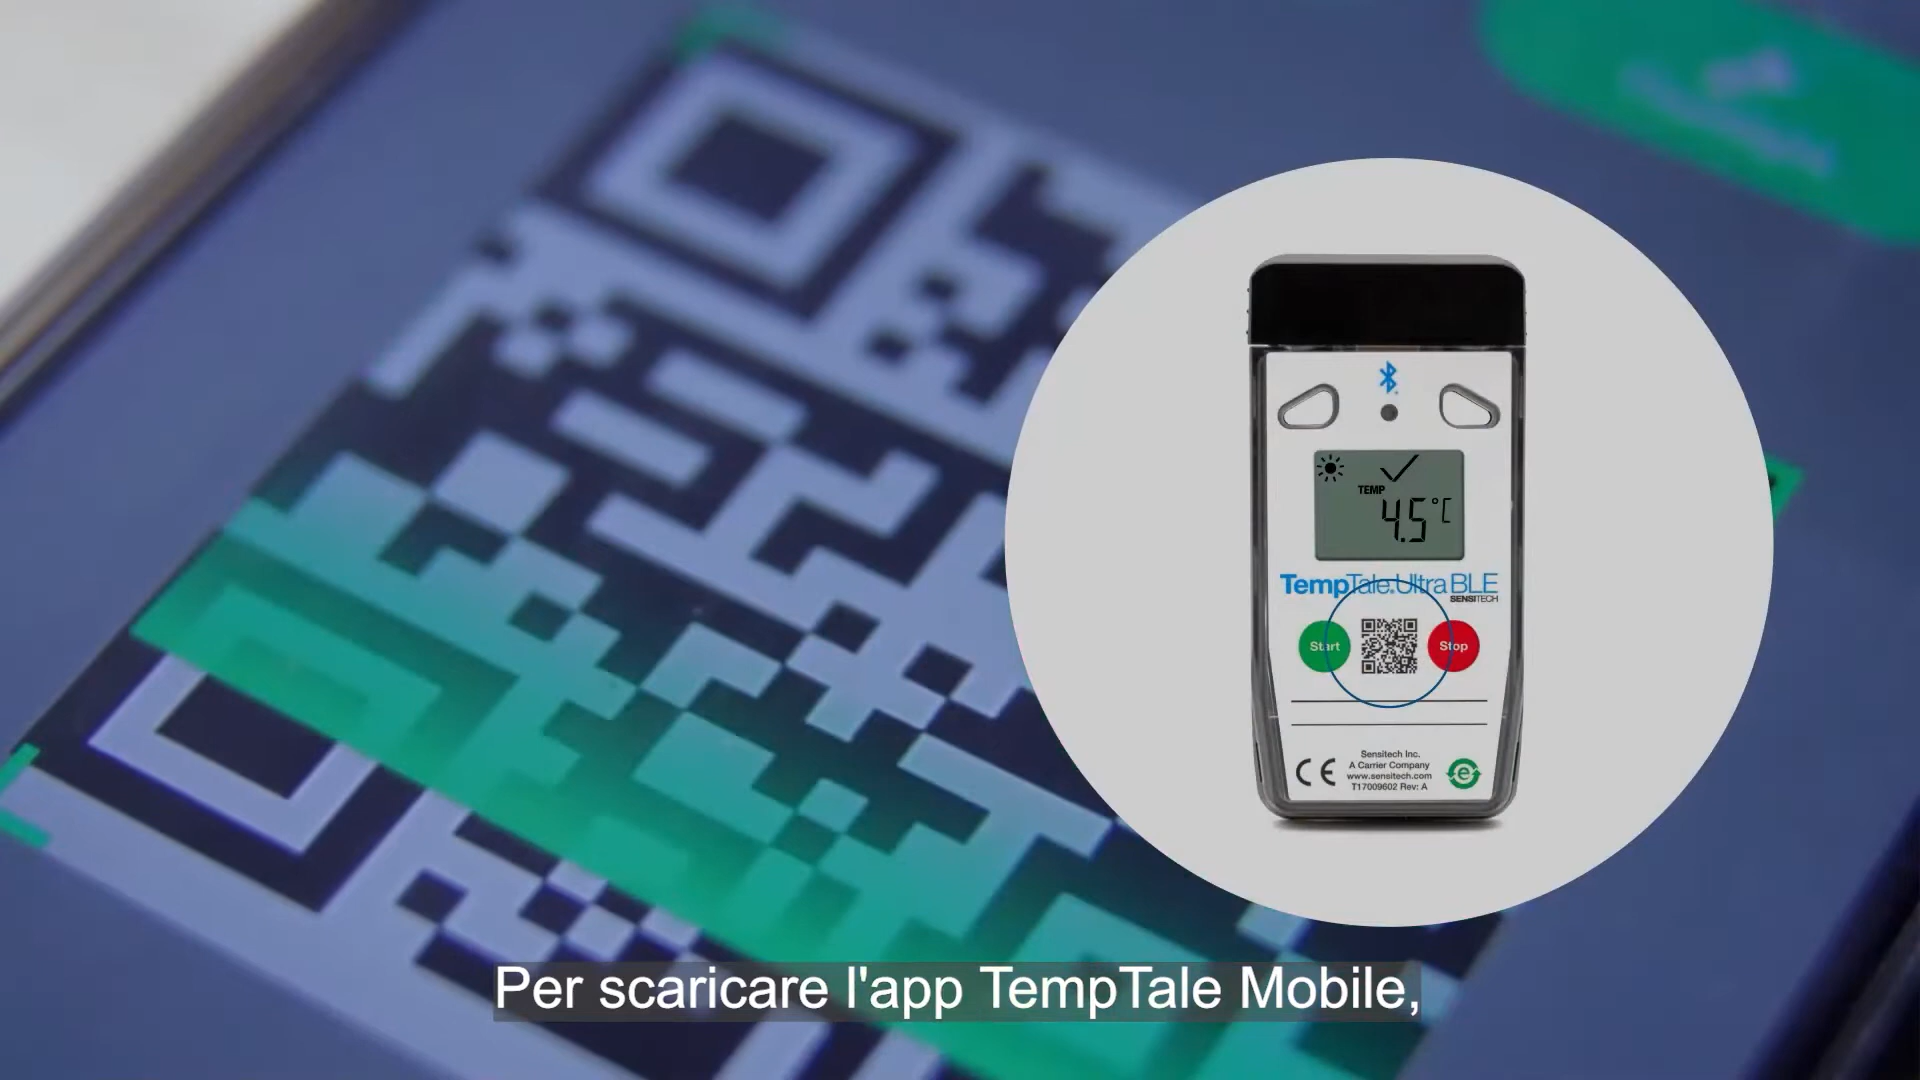 TEMP
4.5°C
TempTale® Ultra BLE
SENSITECH
Start
Stop
Sensitech Inc.
A Carrier Company
www.sensitech.com
T17009602 Rev: A
CE
e
Per scaricare l'app TempTale Mobile,